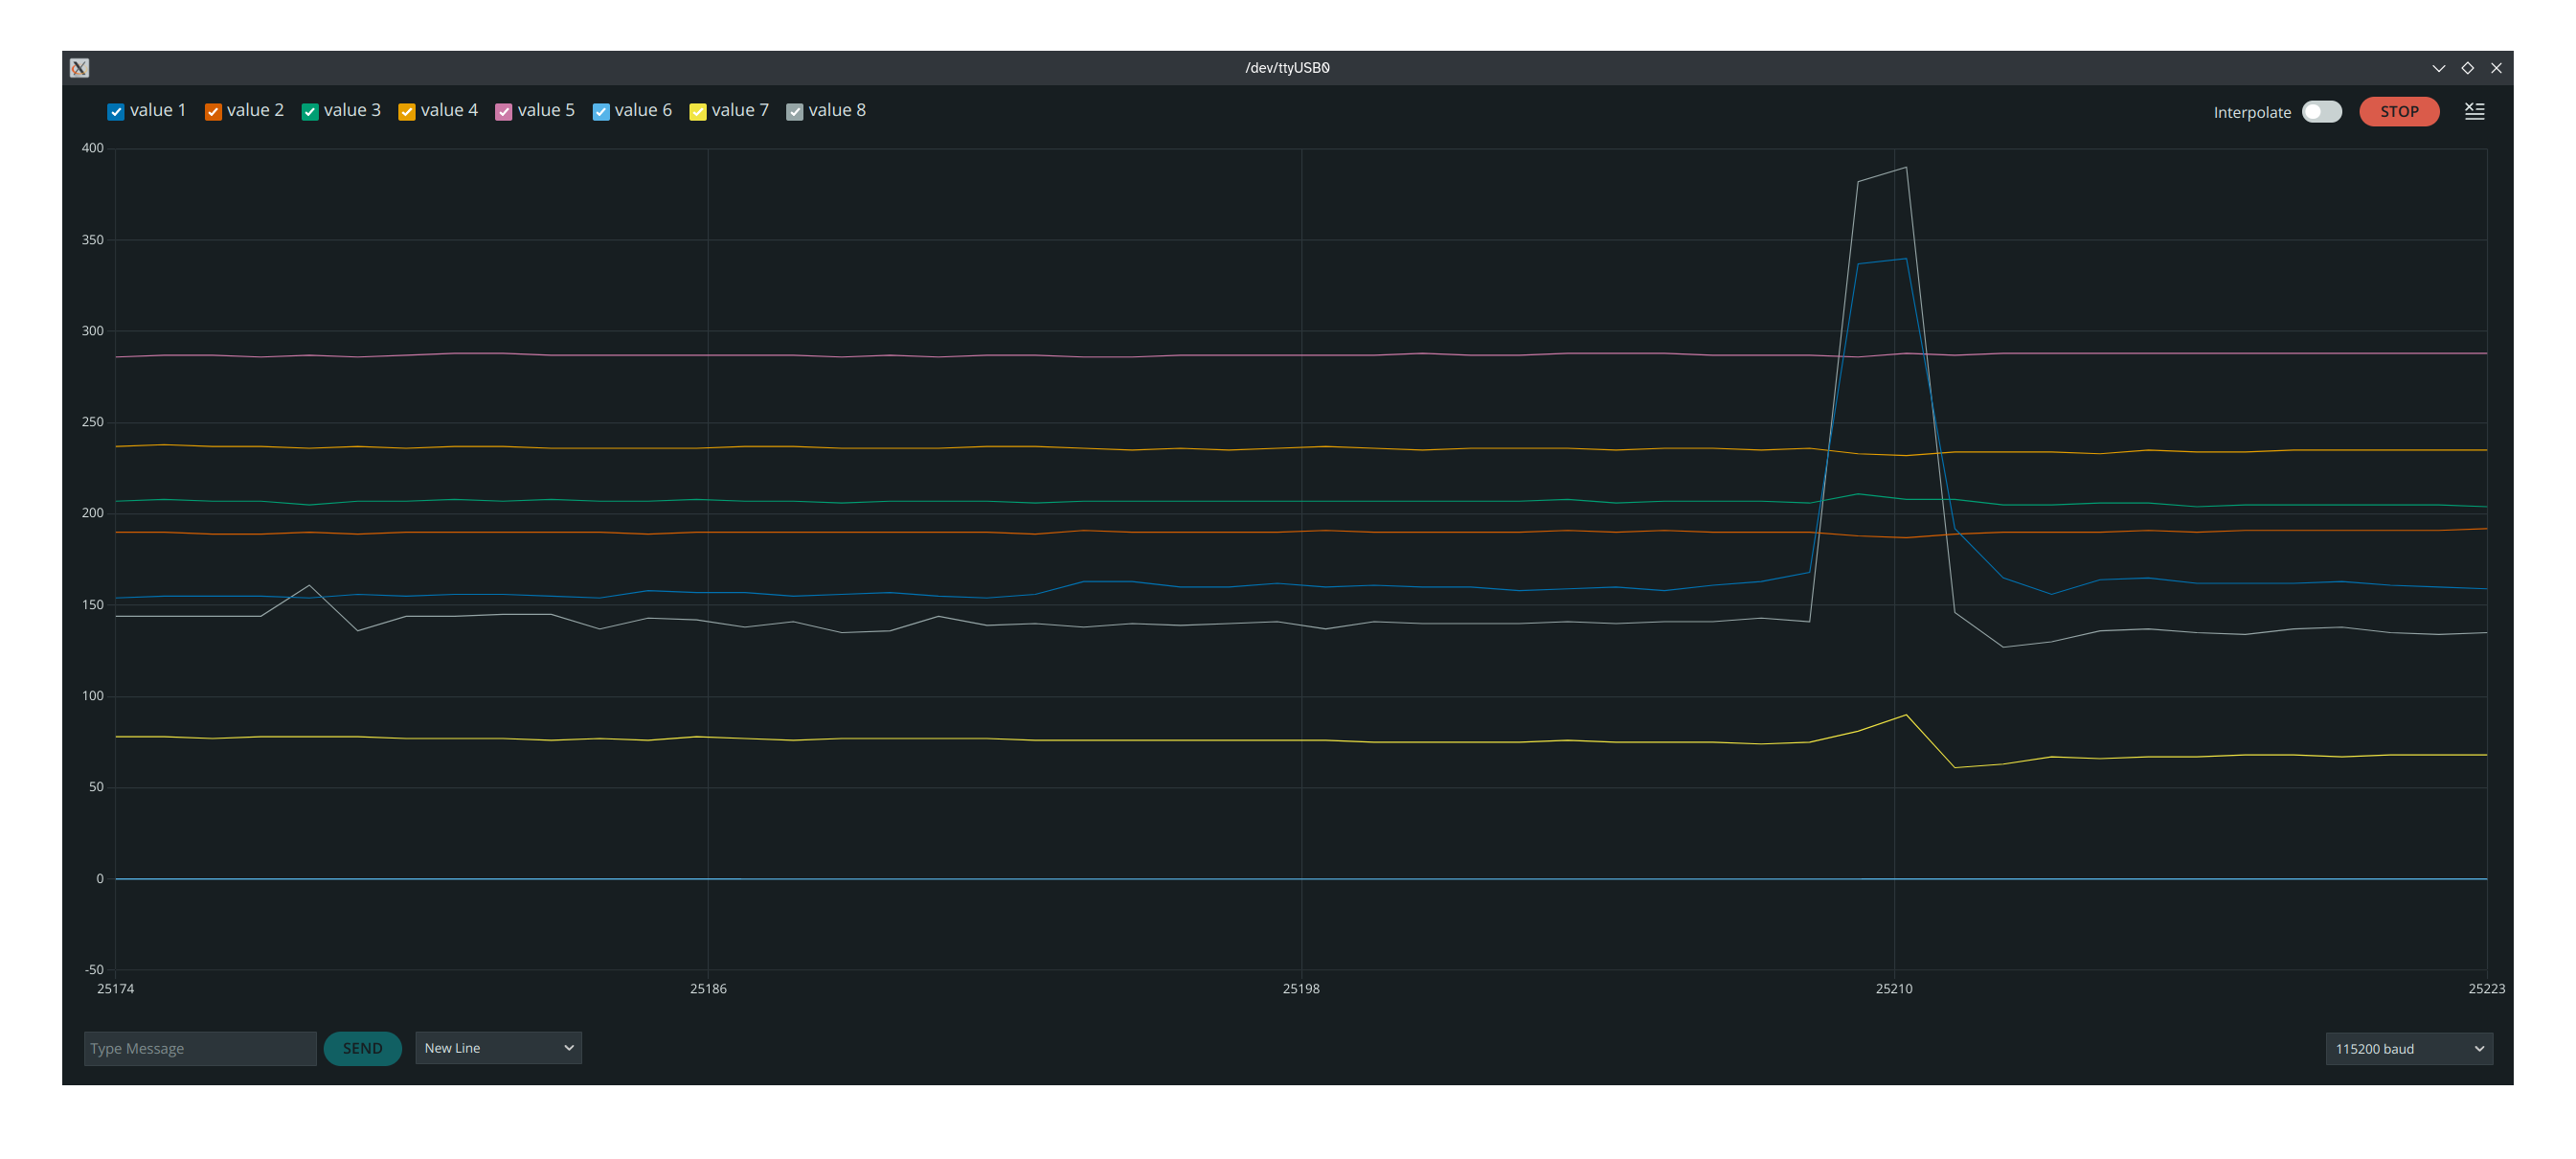 /dev/ttyUSB0
value 1 value 2 value 3 value 4 value 5 value 6 value 7 value 8 Interpolate STOP
400
350
300
250
200
150
100
50
0
-50
25174 25186 25198 25210 25223
Type Message SEND New Line 115200 baud